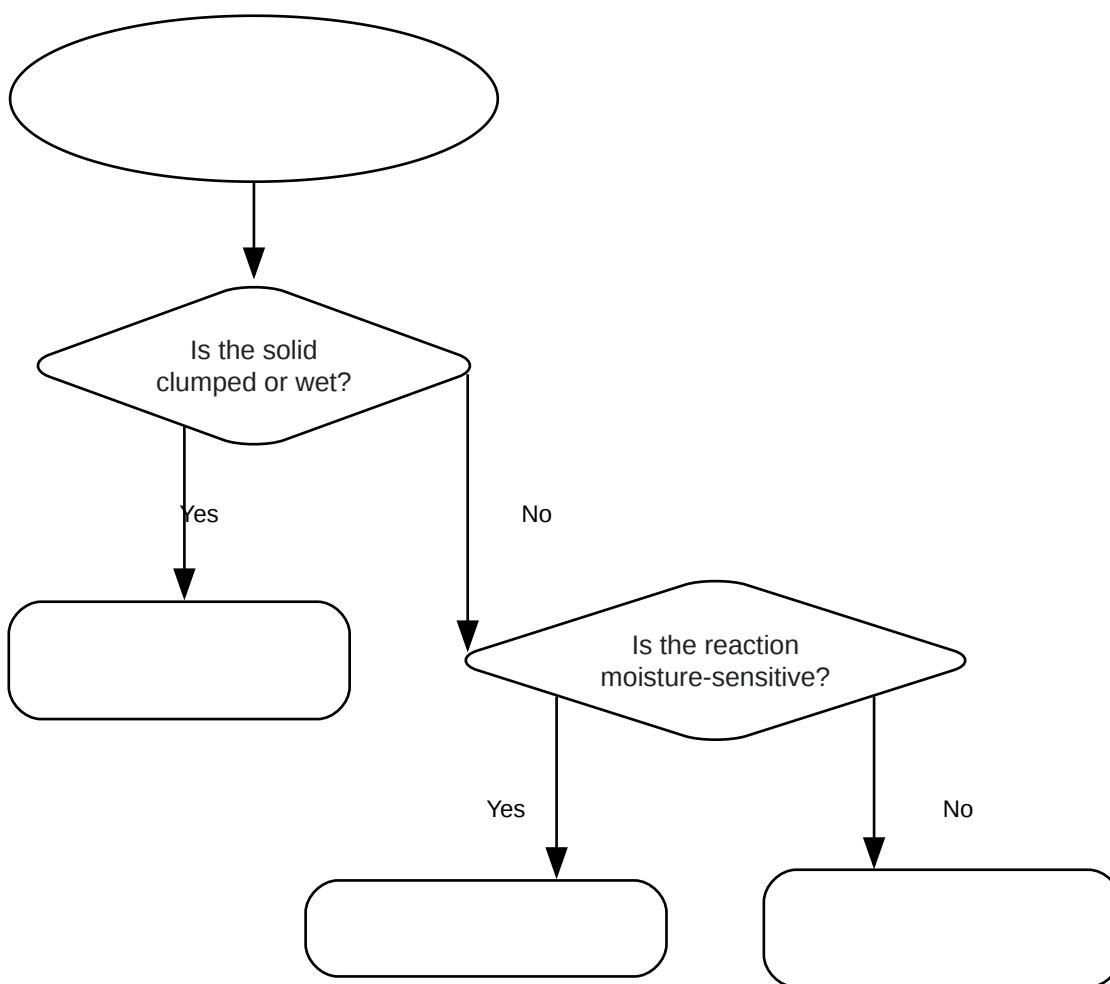 Is the solid
clumped or wet?
Yes
No
Is the reaction
moisture-sensitive?
Yes
No